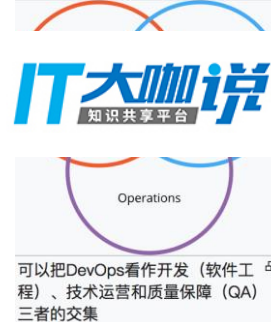 IT大咖说
知识共享平台
Operations
可以把DevOps看作开发（软件工
程）、技术运营和质量保障（QA）
三者的交集